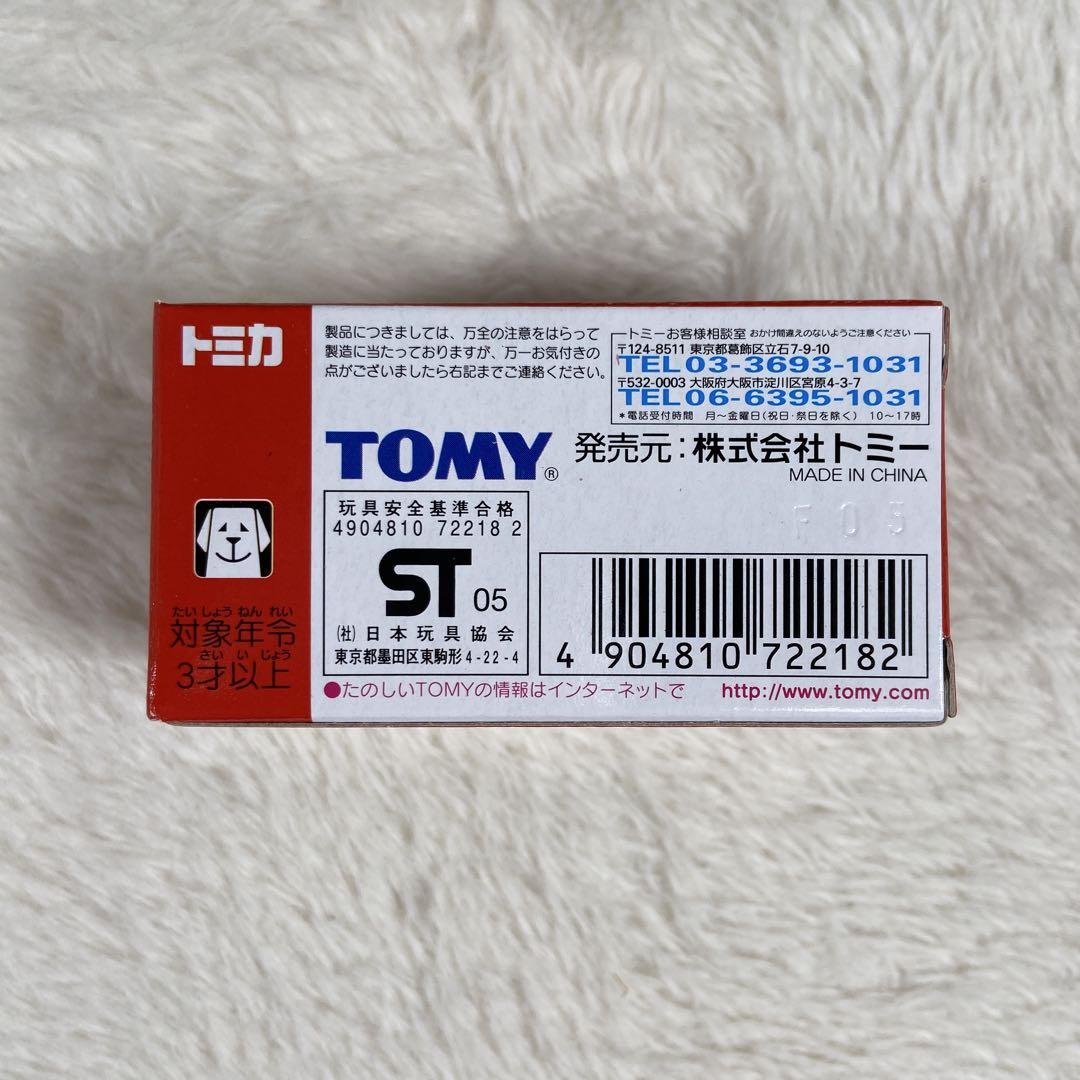 トミカ
たいしょうねんれい
対象年令
さいいじょう
3才以上
製品につきましては、万全の注意をはらって
製造に当たっておりますが、万一お気付きの
点がございましたら右記までご連絡ください。
トミーお客様相談室 おかけ間違えのないようご注意ください
〒124-8511 東京都葛飾区立石7-9-10
TEL03-3693-1031
〒532-0003 大阪府大阪市淀川区宮原4-3-7
TEL06-6395-1031
*電話受付時間 月〜金曜日(祝日・祭日を除く) 10〜17時
TOMY®
発売元:株式会社トミー
MADE IN CHINA
玩具安全基準合格
4904810 72218 2
ST 05
(社)日本玩具協会
東京都墨田区東駒形4-22-4
4 904810 722182
●たのしいTOMYの情報はインターネットで http://www.tomy.com